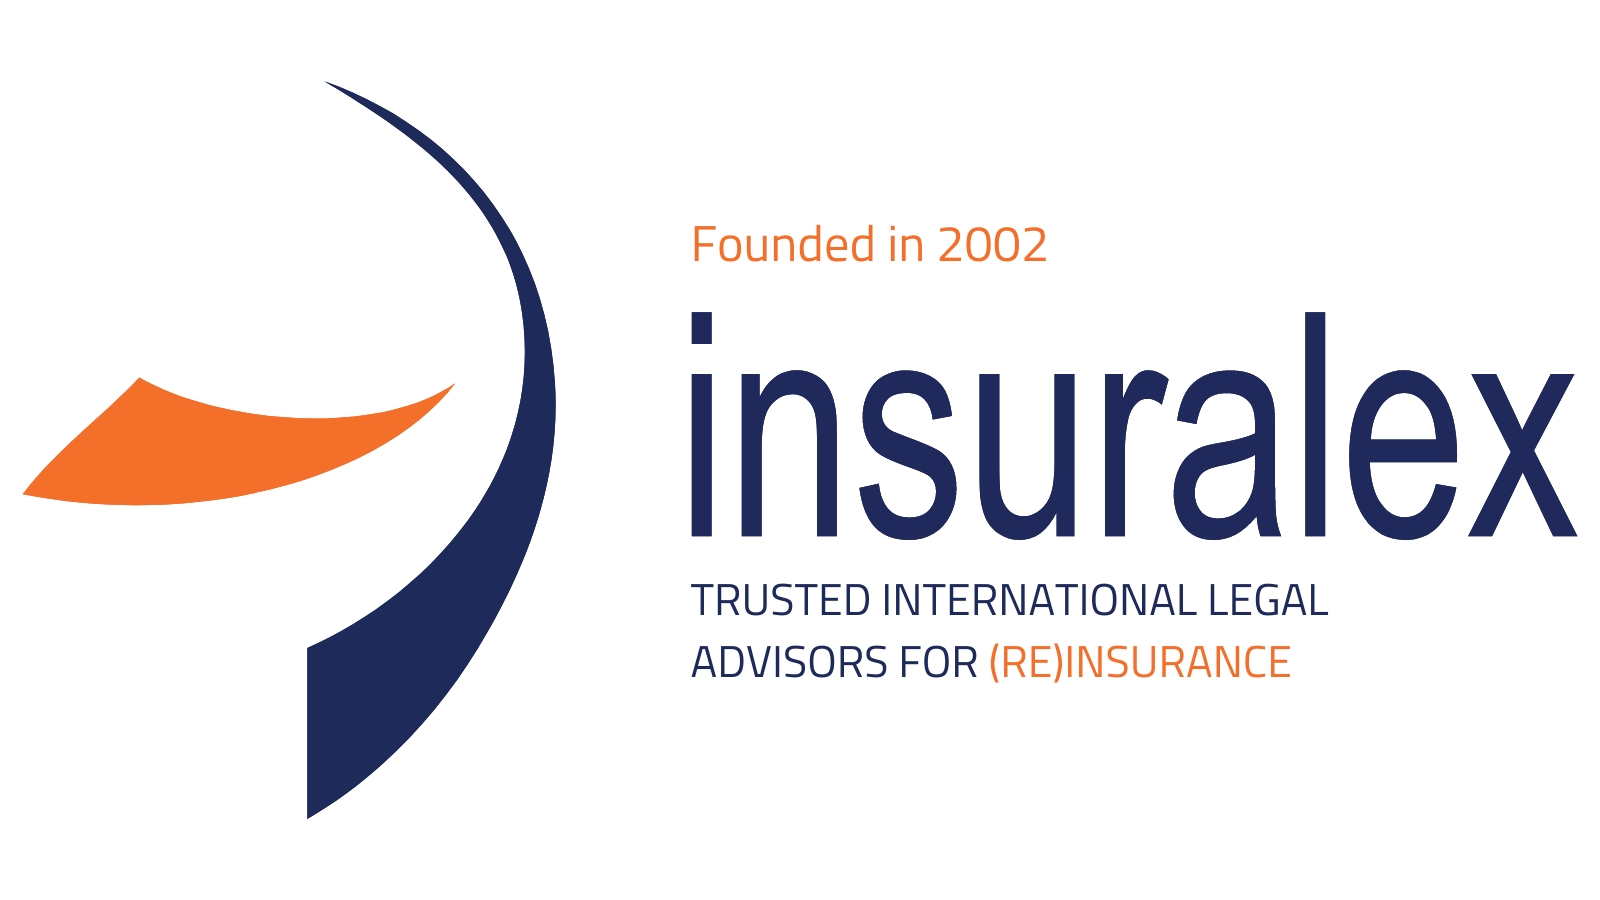 Founded in 2002
insuralex
TRUSTED INTERNATIONAL LEGAL
ADVISORS FOR (RE)INSURANCE